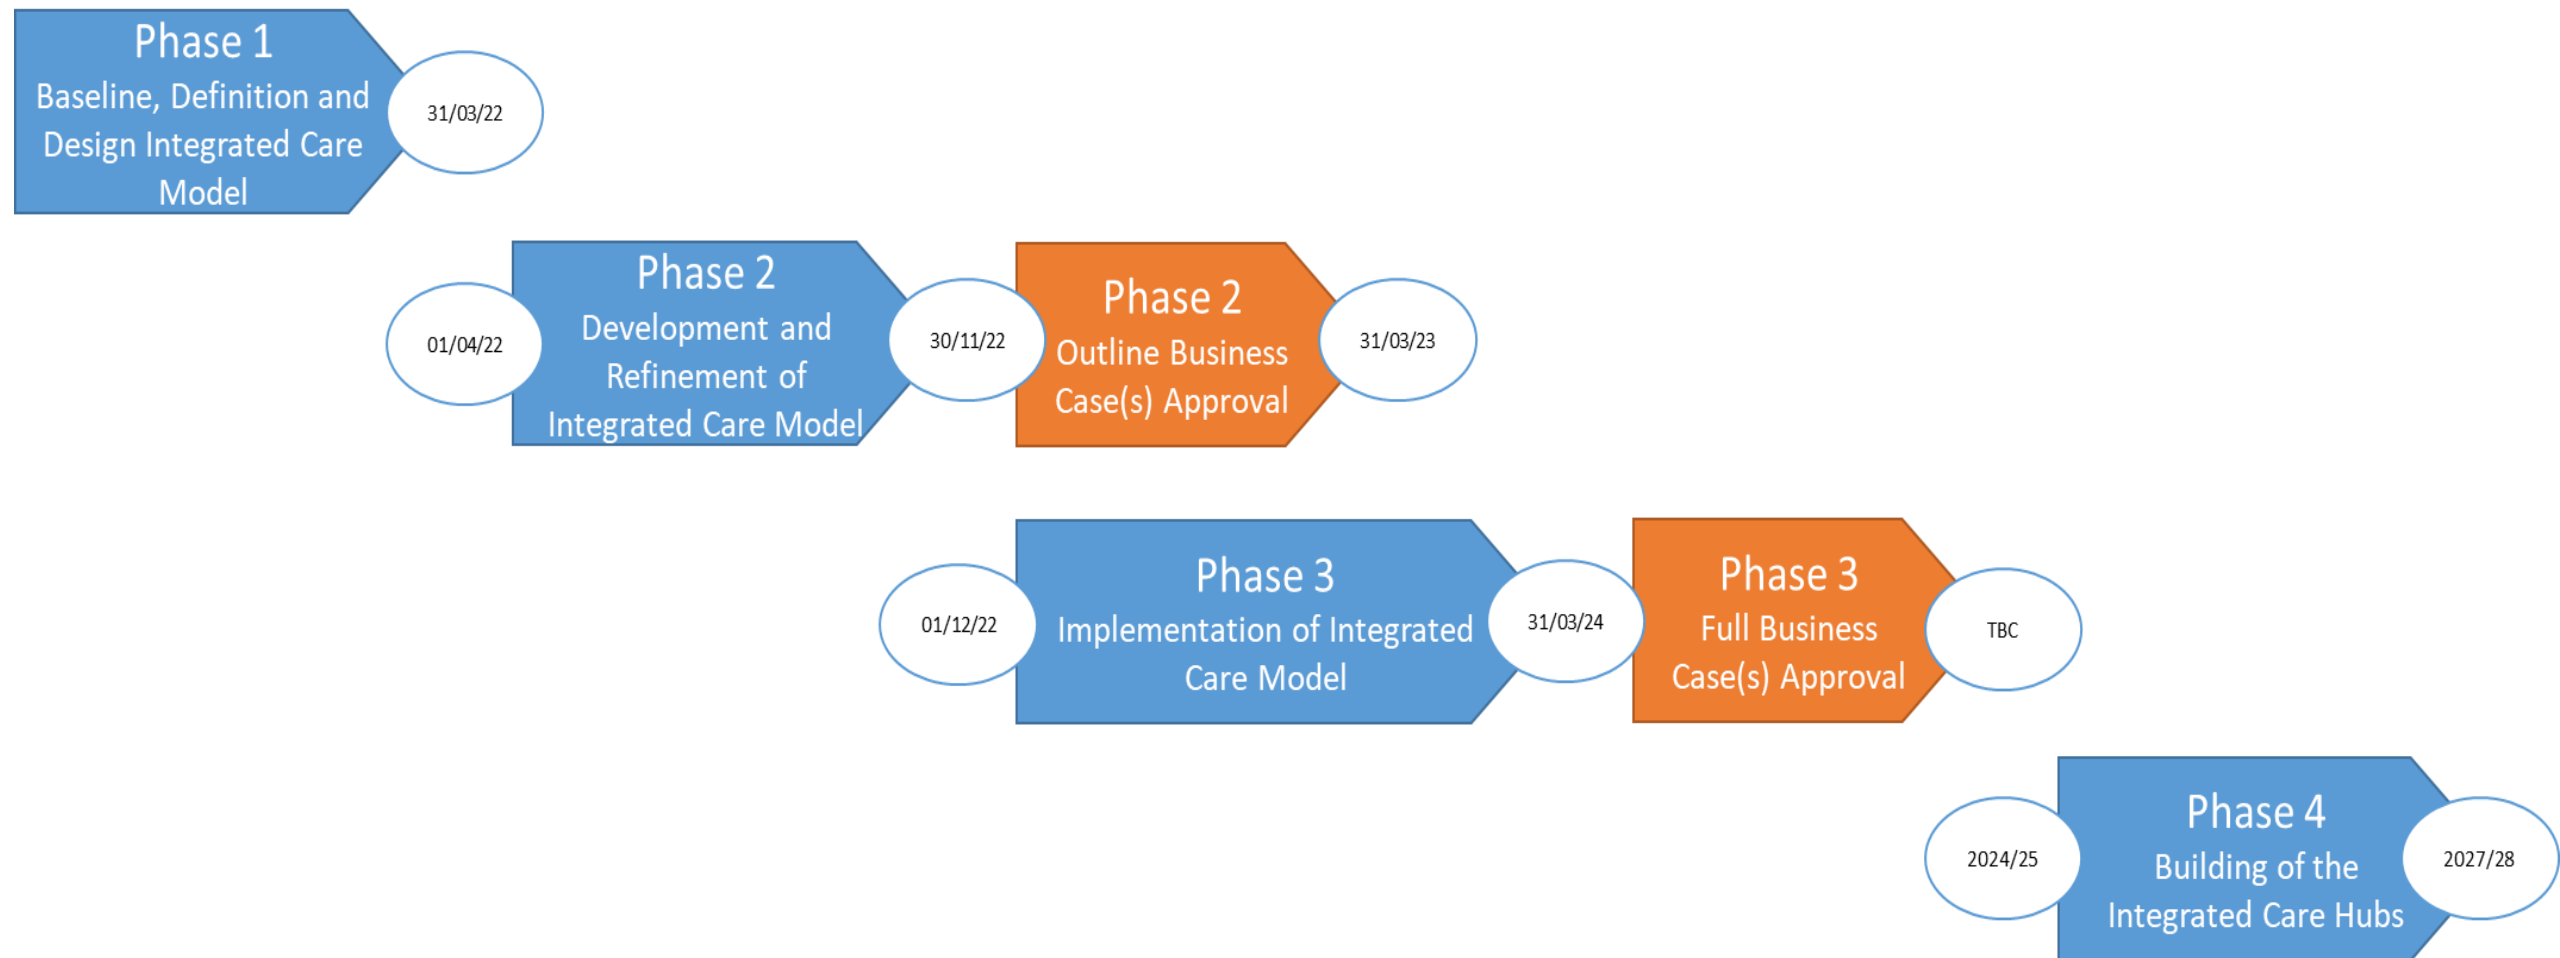 Phase 1
Baseline, Definition and
Design Integrated Care
Model
31/03/22
01/04/22
Phase 2
Development and
Refinement of
Integrated Care Model
30/11/22
Phase 2
Outline Business
Case(s) Approval
31/03/23
01/12/22
Phase 3
Implementation of Integrated
Care Model
31/03/24
Phase 3
Full Business
Case(s) Approval
TBC
2024/25
Phase 4
Building of the
Integrated Care Hubs
2027/28